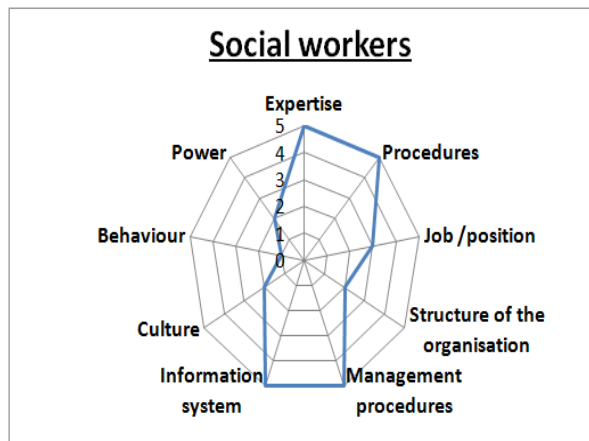 Social workers
Expertise
Power
Procedures
Behaviour
Job /position
Culture
Structure of the
organisation
Information
system
Management
procedures
5
4
3
2
1
0